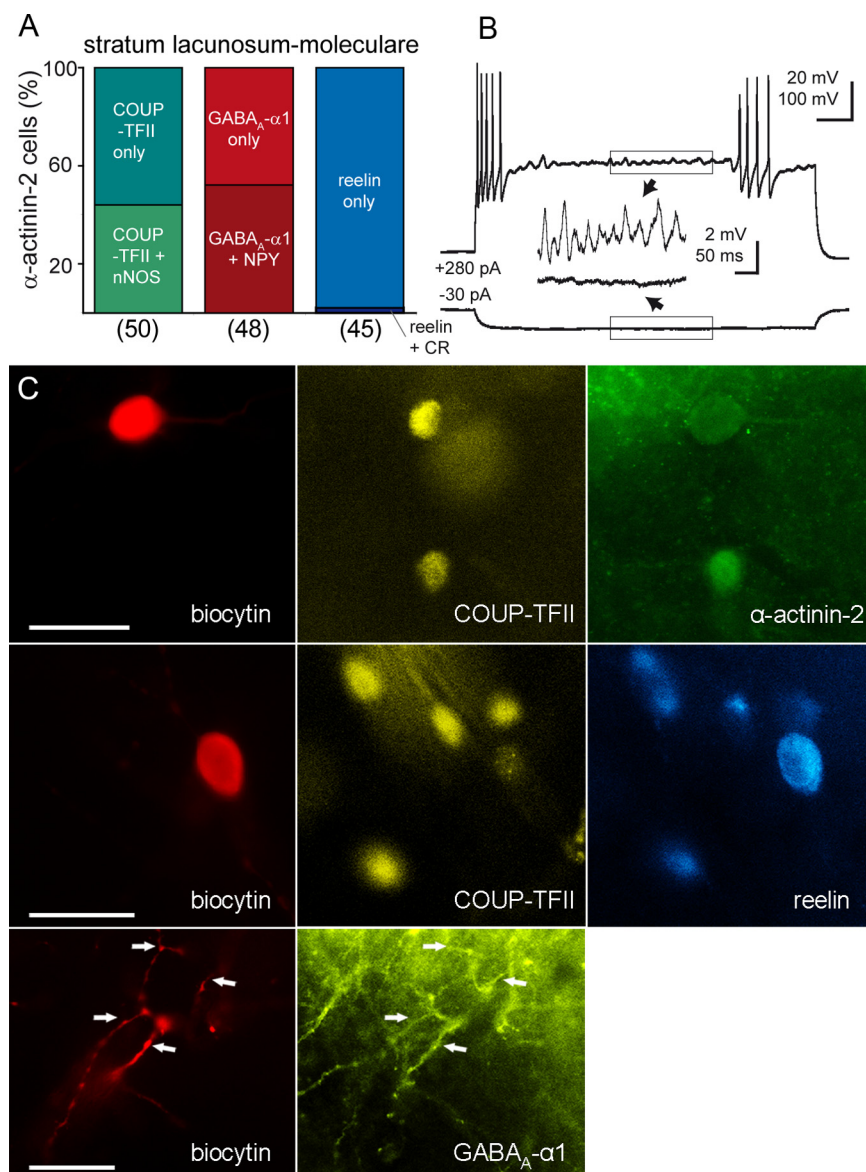 A
stratum lacunosum-moleculare
α-actinin-2 cells (%)
100
60
20
COUP
-TFII
only
COUP
-TFII +
nNOS
GABAA-α1
only
GABAA-α1
+ NPY
reelin
only
(50)
(48)
(45)
reelin
+ CR
B
20 mV
100 mV
2 mV
50 ms
+280 pA
-30 pA
C
biocytin
COUP-TFII
α-actinin-2
biocytin
COUP-TFII
reelin
biocytin
GABAA-α1